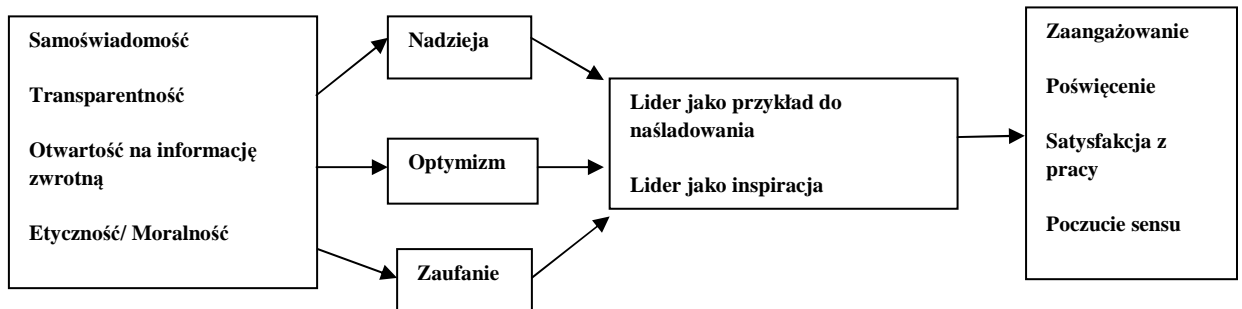 Samoświadomość
Transparentność
Otwartość na informację
zwrotną
Etyczność/ Moralność
Nadzieja
Optymizm
Zaufanie
Lider jako przykład do
naśladowania
Lider jako inspiracja
Zaangażowanie
Poświęcenie
Satysfakcja z
pracy
Poczucie sensu